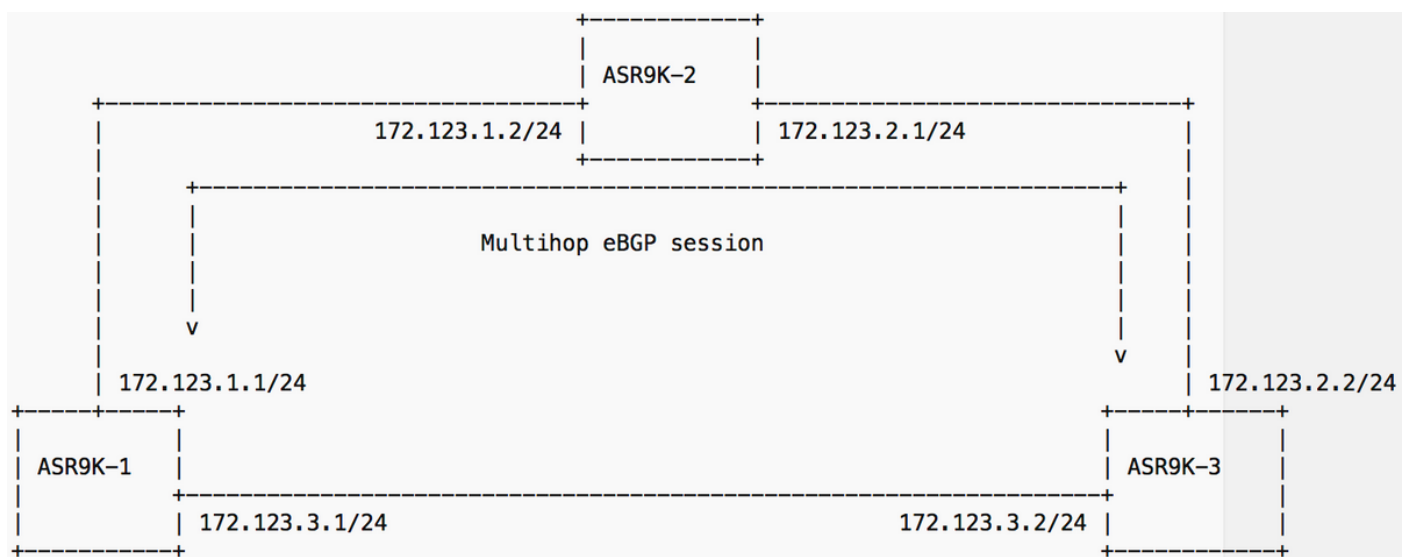 ASR9K-2
172.123.1.2/24 172.123.2.1/24
Multihop eBGP session
v
v
172.123.1.1/24 172.123.2.2/24
ASR9K-1 ASR9K-3
172.123.3.1/24 172.123.3.2/24